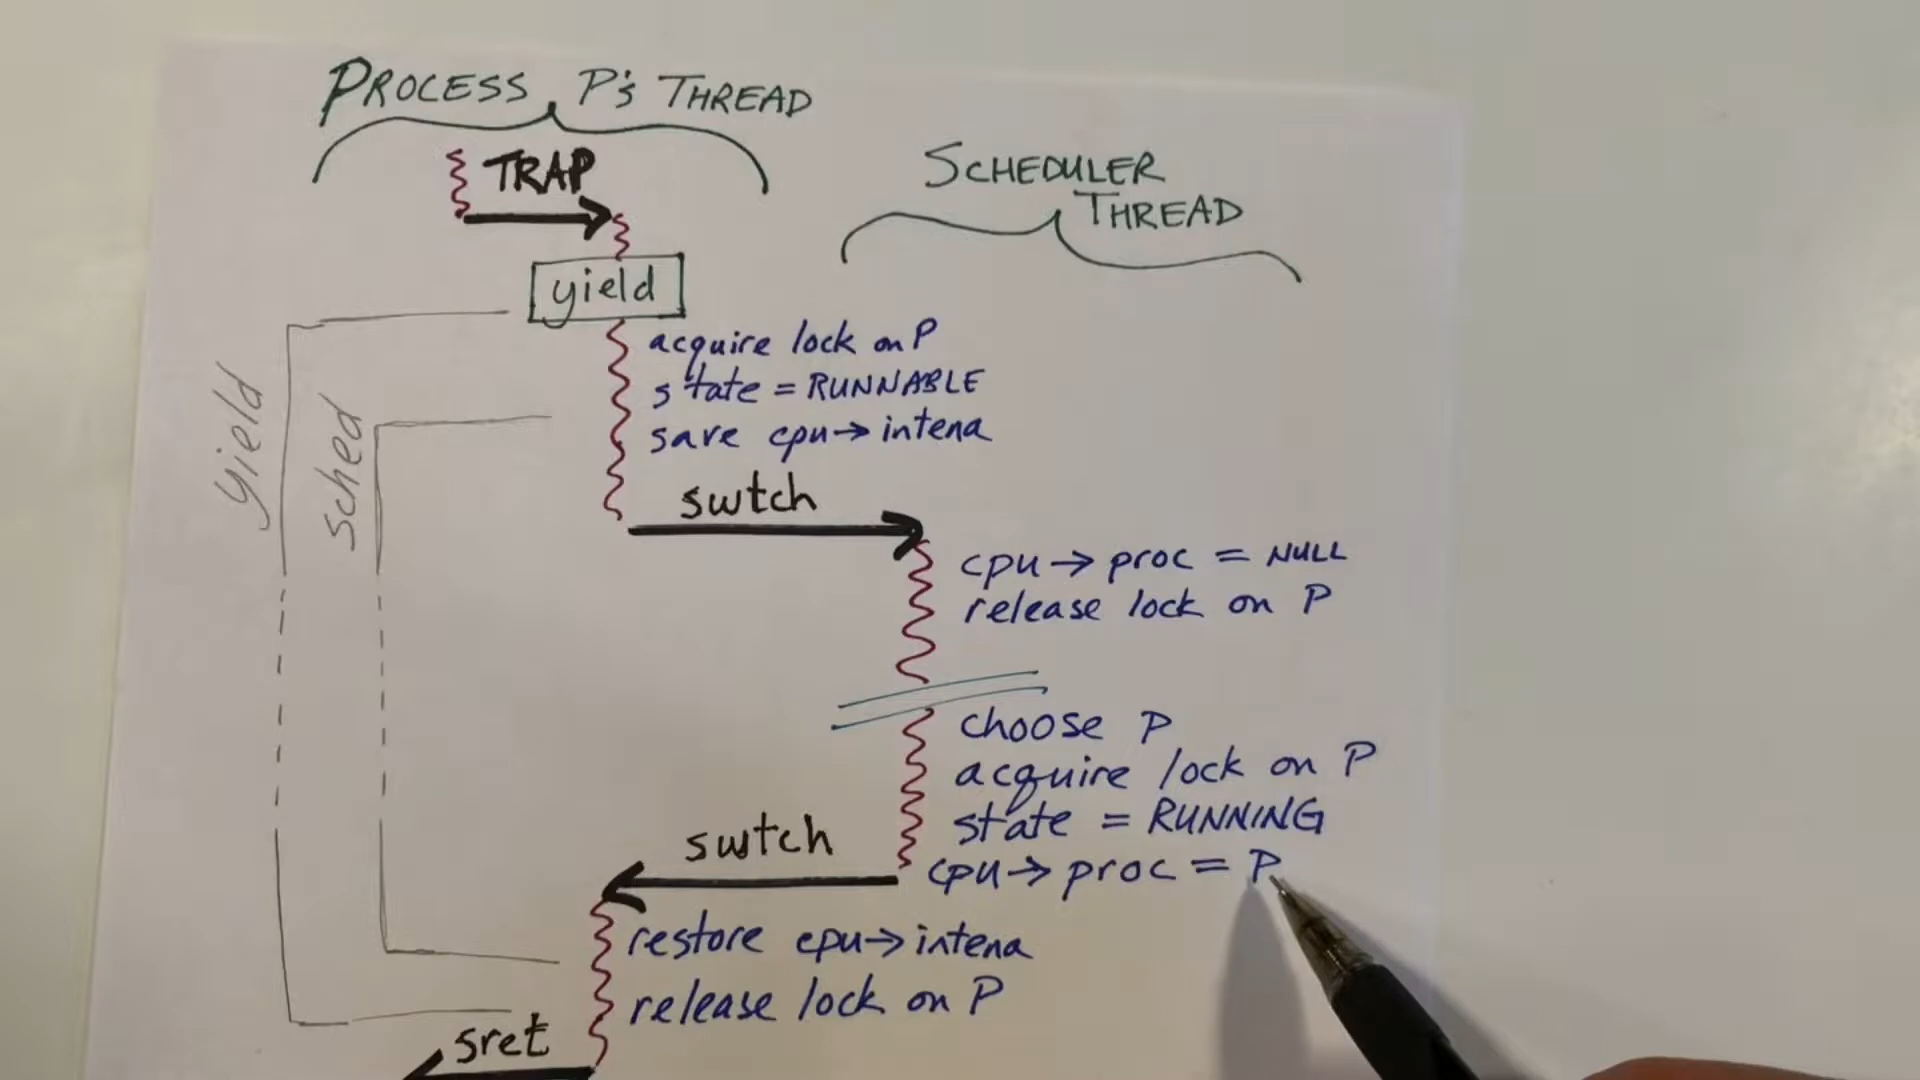 PROCESS P's THREAD
SCHEDULER
THREAD
TRAP
yield
acquire lock on P
state = RUNNABLE
save cpu→intena
yield
sched
swtch
cpu→proc = NULL
release lock on P
choose P
acquire lock on P
state = RUNNING
cpu→proc = P
swtch
restore cpu→intena
release lock on P
sret